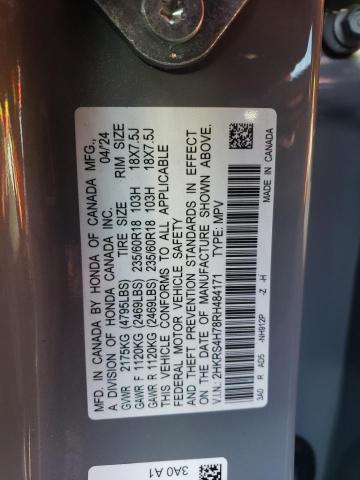 MFD. IN CANADA BY HONDA OF CANADA MFG., 04/'24
A DIVISION OF HONDA CANADA INC.
TIRE SIZE RIM SIZE
GVWR 2175KG (4795LBS)
GAWR F 1120KG (2469LBS) 235/60R18 103H 18X7.5J
GAWR R 1120KG (2469LBS) 235/60R18 103H 18X7.5J
THIS VEHICLE CONFORMS TO ALL APPLICABLE
FEDERAL MOTOR VEHICLE SAFETY
AND THEFT PREVENTION STANDARDS IN EFFECT
ON THE DATE OF MANUFACTURE SHOWN ABOVE.
V.I.N.: 2HKRS4H78RH484171 TYPE: MPV
3A0 R AD5 -NH912P -Z -H MADE IN CANADA
3A0 A1